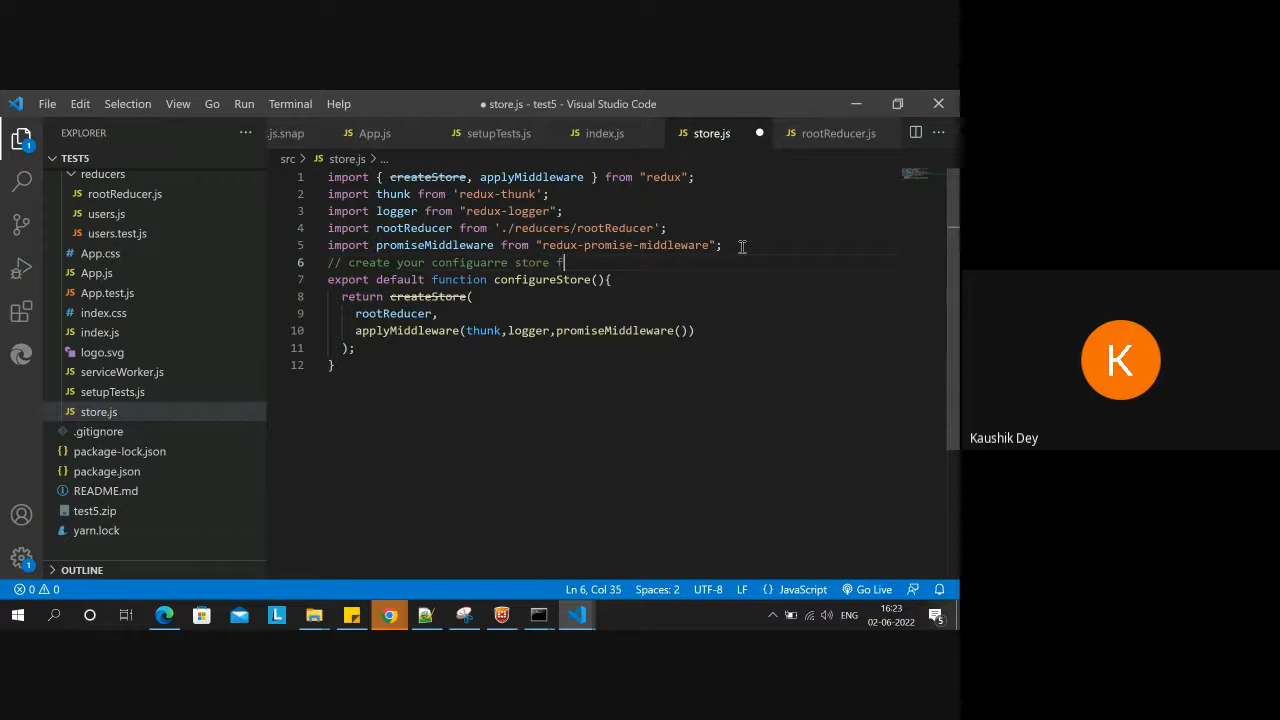 File Edit Selection View Go Run Terminal Help
● store.js - test5 - Visual Studio Code
EXPLORER
.js.snap
JS App.js
JS setupTests.js
JS index.js
JS store.js
JS rootReducer.js
src > JS store.js > ...
TEST5
reducers
JS rootReducer.js
JS users.js
JS users.test.js
# App.css
JS App.js
JS App.test.js
# index.css
JS index.js
logo.svg
JS serviceWorker.js
JS setupTests.js
JS store.js
.gitignore
{} package-lock.json
{} package.json
README.md
test5.zip
yarn.lock
OUTLINE
1 import { createStore, applyMiddleware } from "redux";
2 import thunk from 'redux-thunk';
3 import logger from "redux-logger";
4 import rootReducer from './reducers/rootReducer';
5 import promiseMiddleware from "redux-promise-middleware";
6 // create your configuarre store f
7 export default function configureStore(){
8 return createStore(
9 rootReducer,
10 applyMiddleware(thunk,logger,promiseMiddleware())
11 );
12 }
1
1
0 0
Ln 6, Col 35
Spaces: 2
UTF-8
LF
{} JavaScript
Go Live
L
ENG
16:23
02-06-2022
5
K
Kaushik Dey